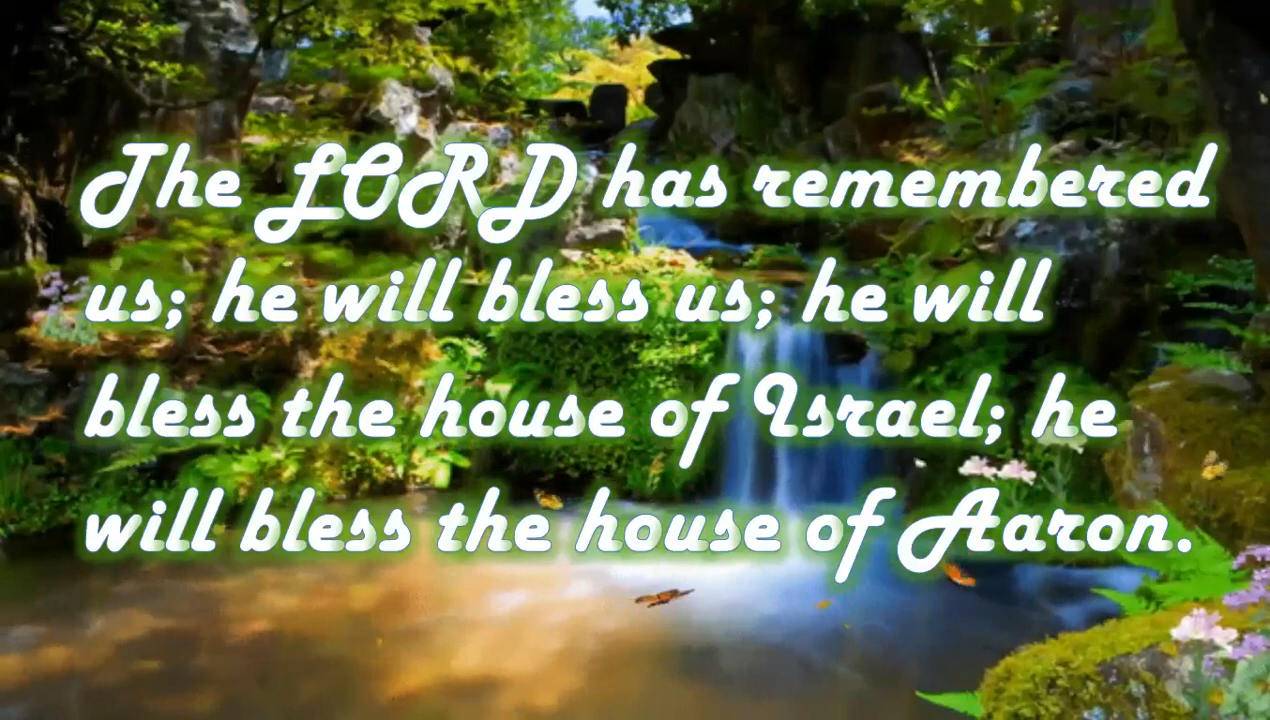 The LORD has remembered
us; he will bless us; he will
bless the house of Israel; he
will bless the house of Aaron.